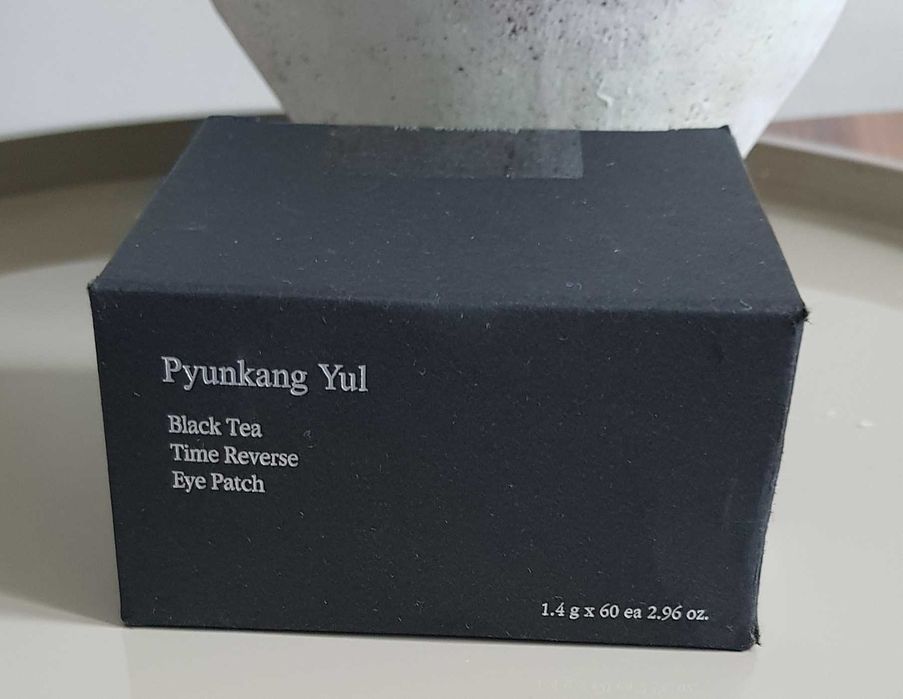 Pyunkang Yul
Black Tea
Time Reverse
Eye Patch
1.4 g x 60 ea 2.96 oz.